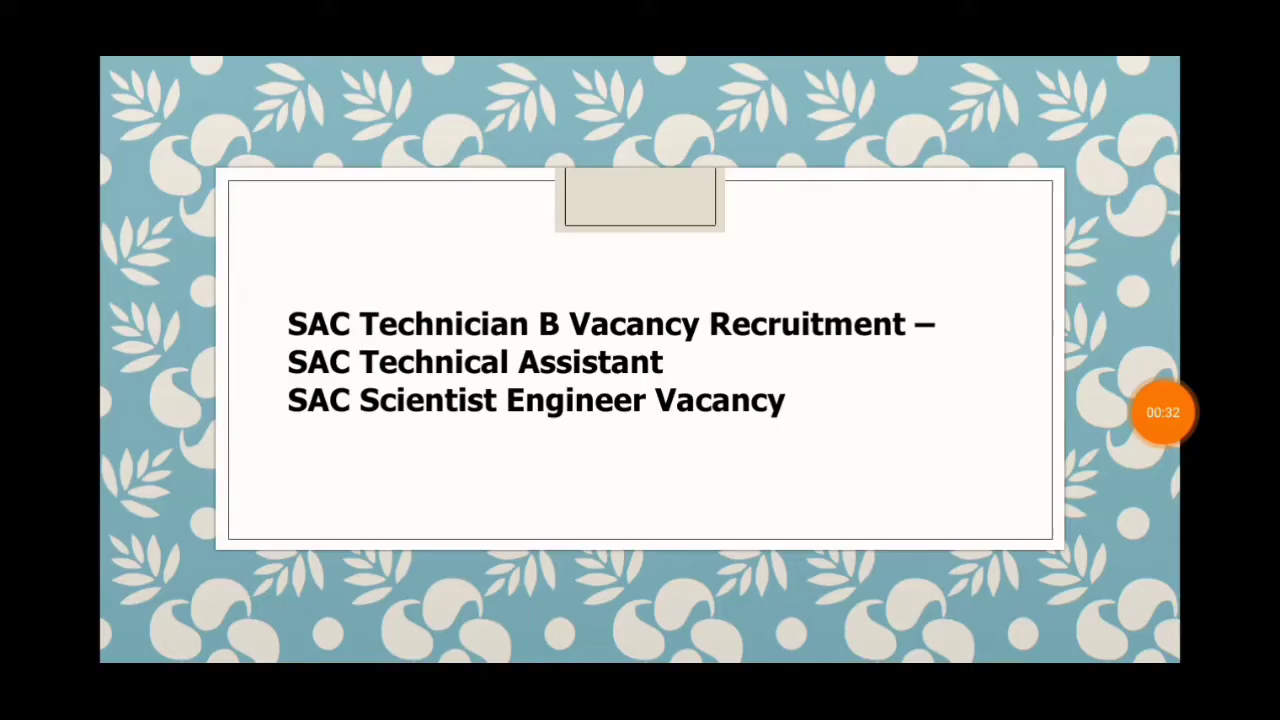 SAC Technician B Vacancy Recruitment –
SAC Technical Assistant
SAC Scientist Engineer Vacancy
00:32